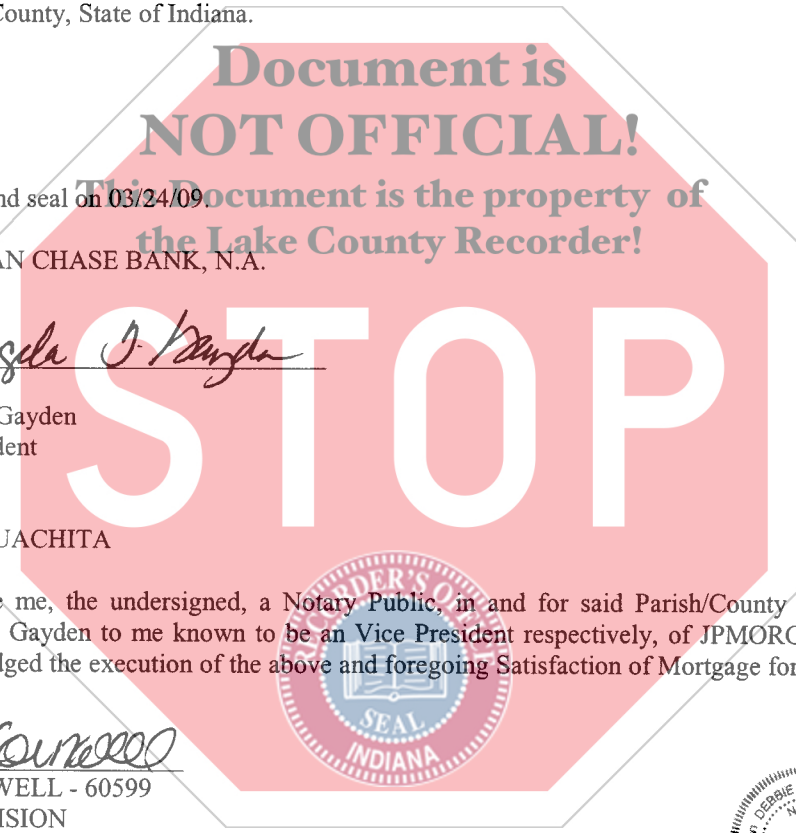 County, State of Indiana.
Document is
NOT OFFICIAL!
nd seal on 03/24/09.
This Document is the property of
the Lake County Recorder!
AN CHASE BANK, N.A.
STOP
Gayden
dent
UACHITA
e me, the undersigned, a Notary Public, in and for said Parish/County
Gayden to me known to be an Vice President respectively, of JPMORG
dged the execution of the above and foregoing Satisfaction of Mortgage for
RECORDER'S OFFICE
SEAL
INDIANA
WELL - 60599
ISION
DEBBIE